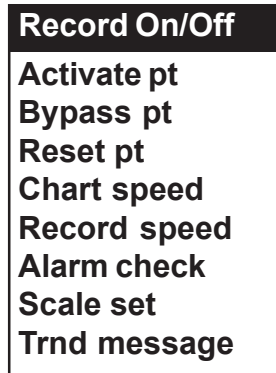 Record On/Off
Activate pt
Bypass pt
Reset pt
Chart speed
Record speed
Alarm check
Scale set
Trnd message